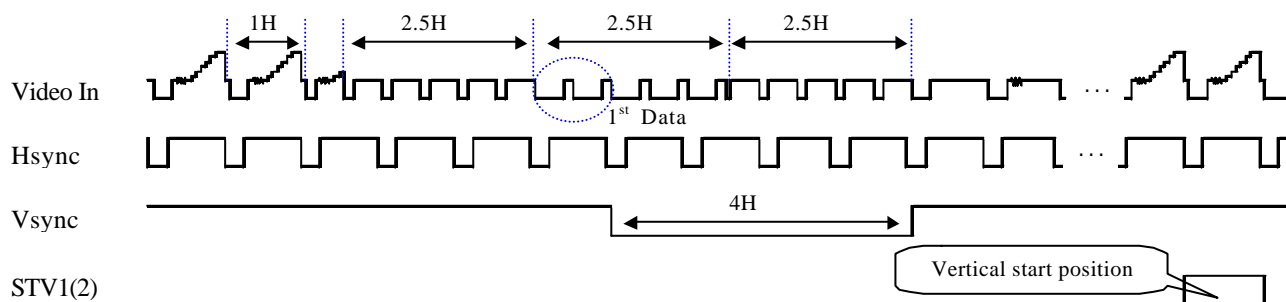 1H
2.5H
2.5H
2.5H
Video In
1st Data
...
Hsync
...
Vsync
4H
Vertical start position
STV1(2)